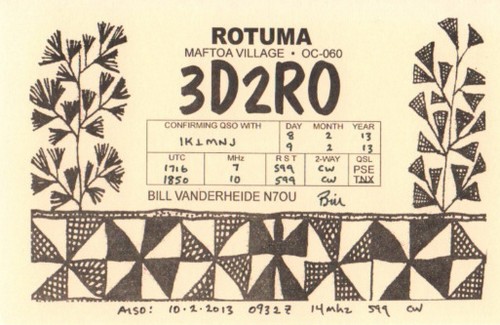 ROTUMA
MAFTOA VILLAGE • OC-060
3D2RO
CONFIRMING QSO WITH DAY MONTH YEAR
IK1MNJ 8 2 13
9 2 13
UTC MHz R S T 2-WAY QSL
1716 7 599 CW PSE
1850 10 599 CW TNX
BILL VANDERHEIDE N7OU Bill
ALSO: 10.2.2013 0932Z 14mhz 599 CW